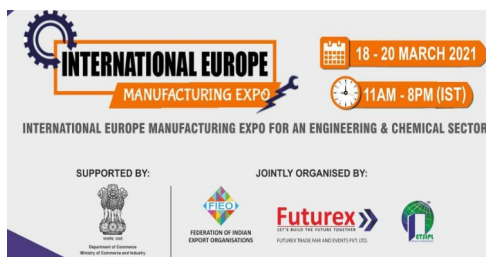 INTERNATIONAL EUROPE
MANUFACTURING EXPO
18 - 20 MARCH 2021
11AM - 8PM (IST)
INTERNATIONAL EUROPE MANUFACTURING EXPO FOR AN ENGINEERING & CHEMICAL SECTOR
SUPPORTED BY:
JOINTLY ORGANISED BY:
Department of Commerce
Ministry of Commerce and Industry
FIEO
FEDERATION OF INDIAN
EXPORT ORGANISATIONS
Futurex
LET'S BUILD THE FUTURE TOGETHER
FUTUREX TRADE FAIR AND EVENTS PVT. LTD.